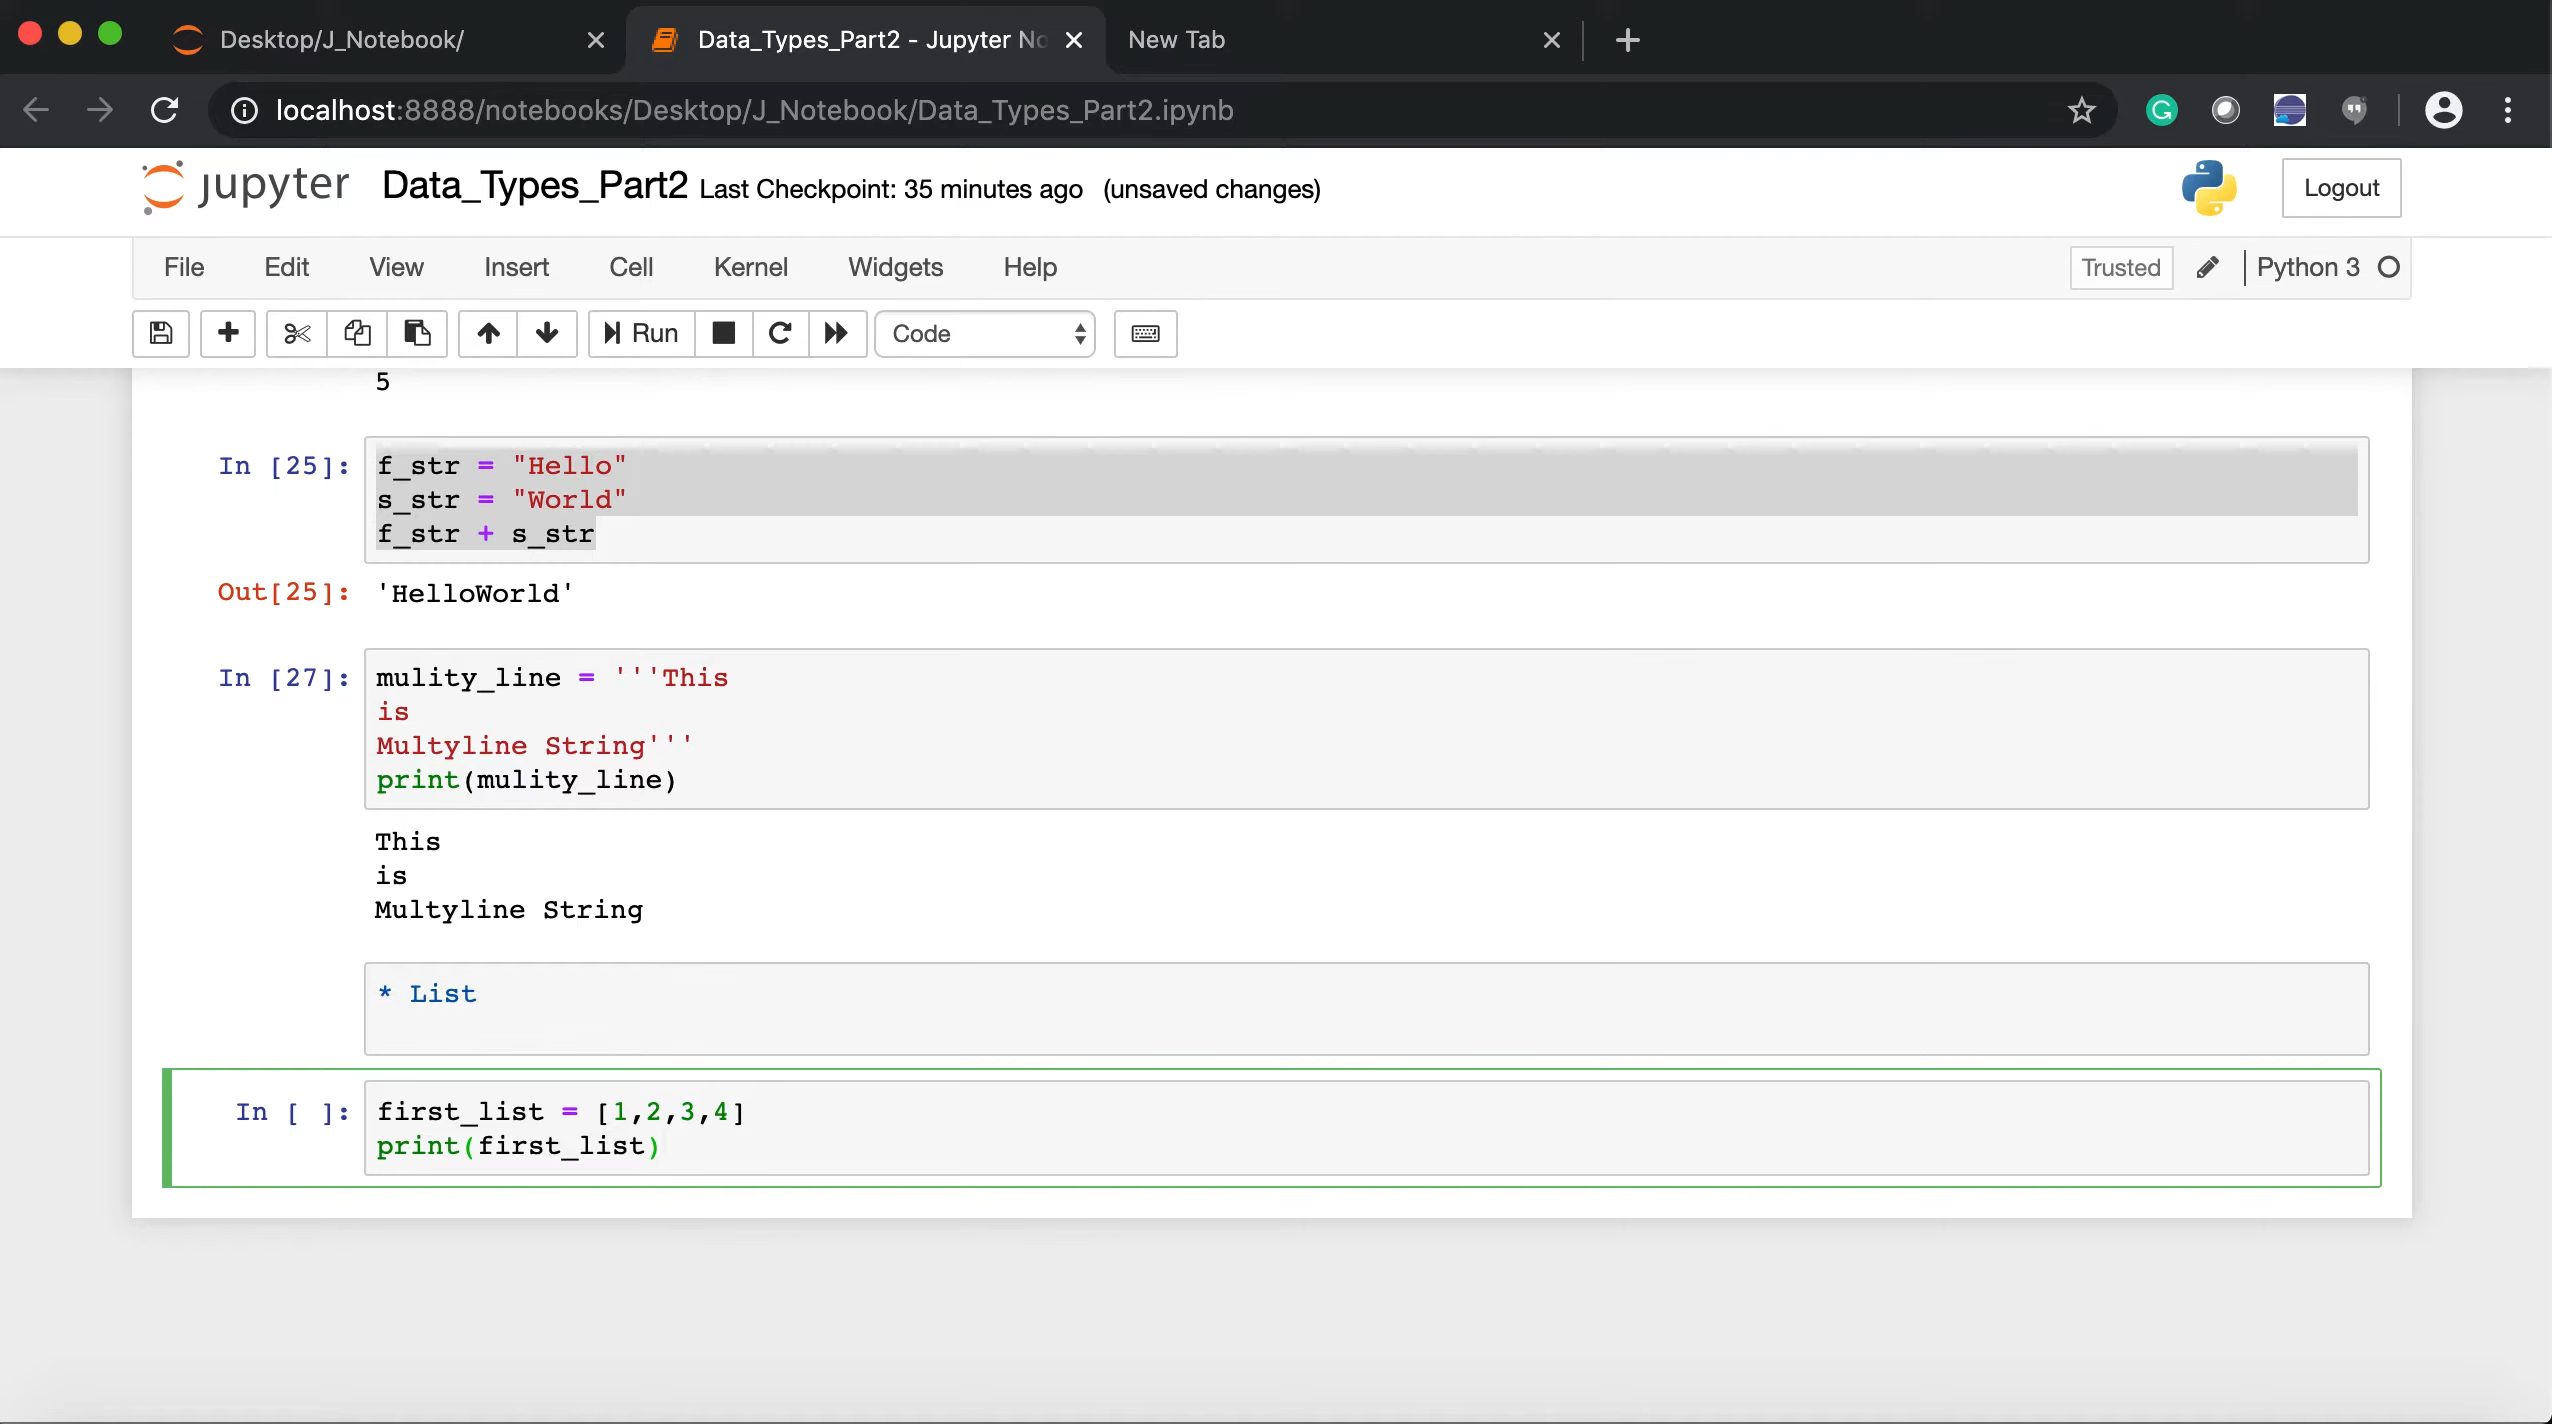 Desktop/J_Notebook/
Data_Types_Part2 - Jupyter No
New Tab
localhost:8888/notebooks/Desktop/J_Notebook/Data_Types_Part2.ipynb
jupyter Data_Types_Part2 Last Checkpoint: 35 minutes ago (unsaved changes)
Logout
File Edit View Insert Cell Kernel Widgets Help
Trusted
Python 3
Run
Code
5
In [25]: f_str = "Hello"
s_str = "World"
f_str + s_str
Out[25]: 'HelloWorld'
In [27]: mulity_line = '''This
is
Multyline String'''
print(mulity_line)
This
is
Multyline String
* List
In [ ]: first_list = [1,2,3,4]
print(first_list)